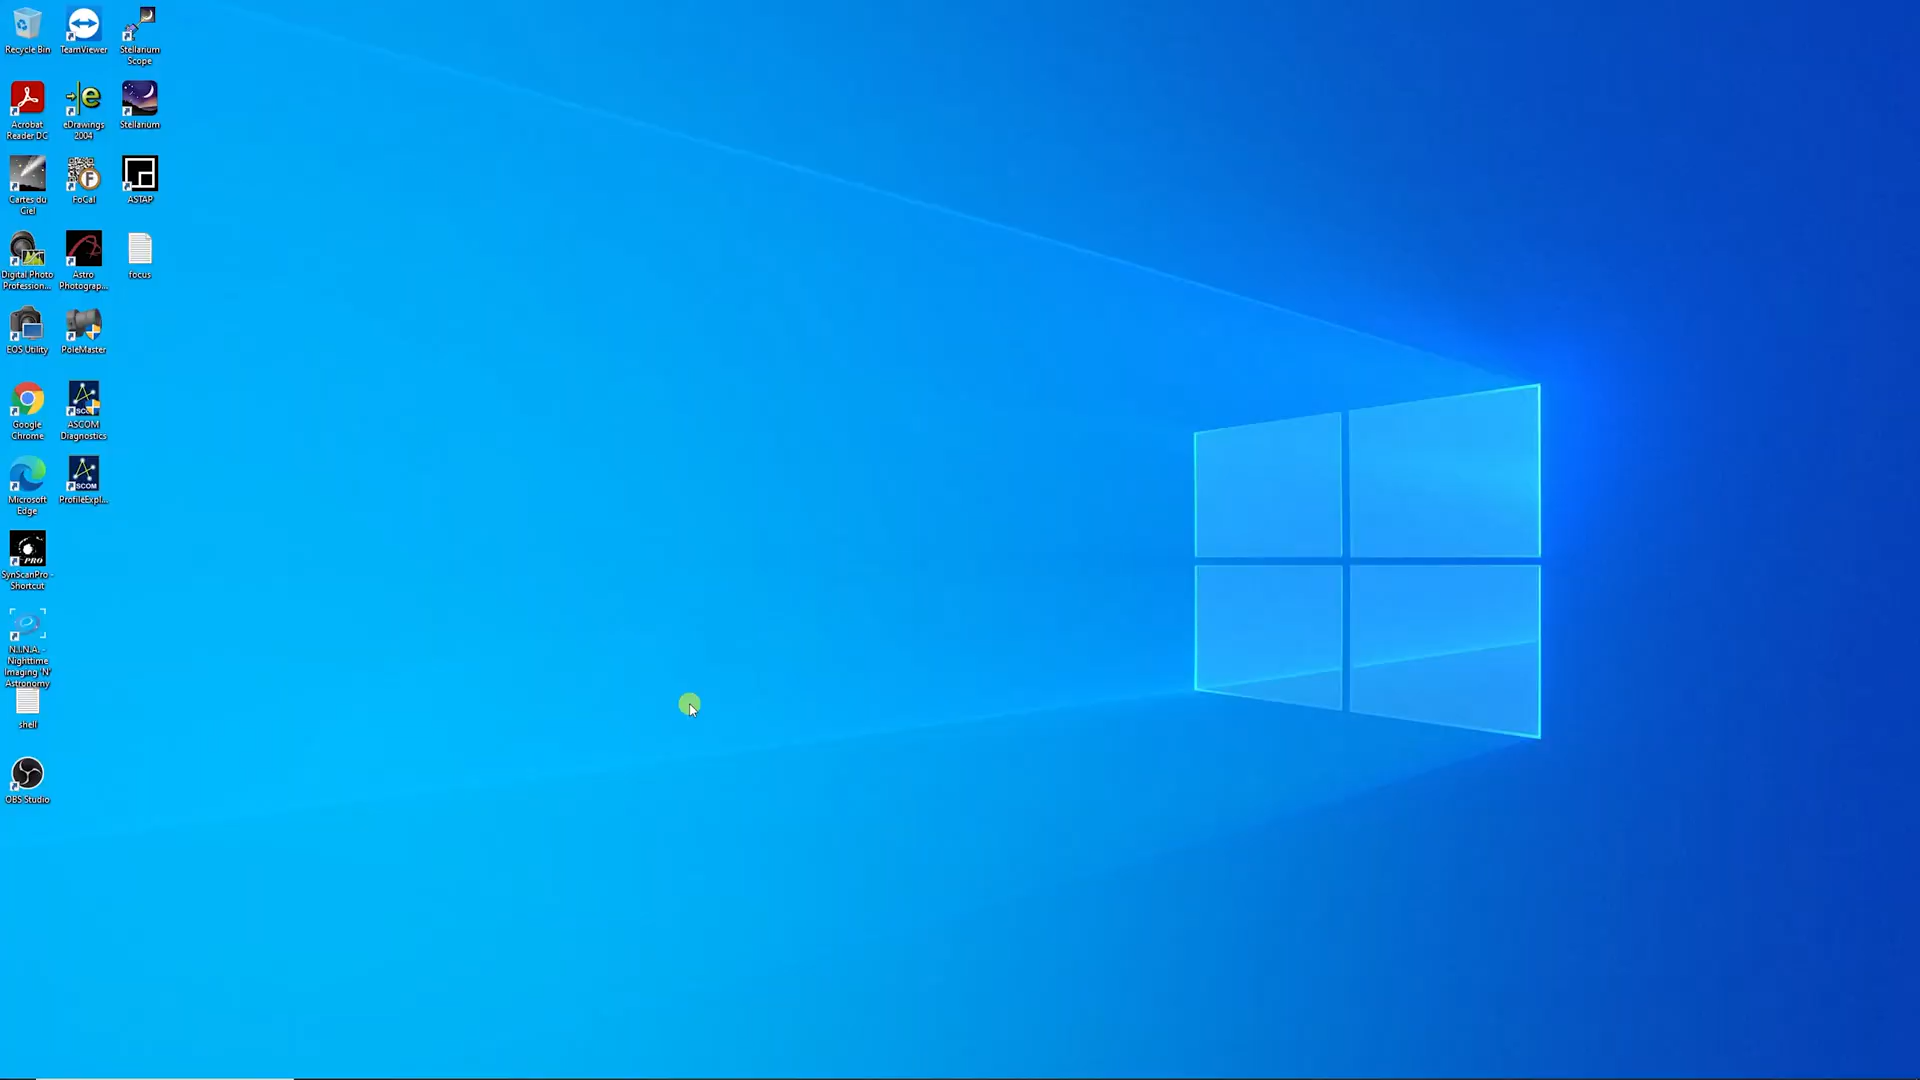 Recycle Bin
TeamViewer
Stellarium
Scope
Acrobat
Reader DC
eDrawings
2004
Stellarium
Cartes du
Ciel
FoCal
ASTAP
Digital Photo
Profession...
Astro
Photograp...
focus
EOS Utility
PoleMaster
Google
Chrome
ASCOM
Diagnostics
Microsoft
Edge
SCOM
ProfileExpl...
PRO
SynScanPro -
Shortcut
N.I.N.A. -
Nighttime
Imaging 'N'
Astronomy
shell
OBS Studio